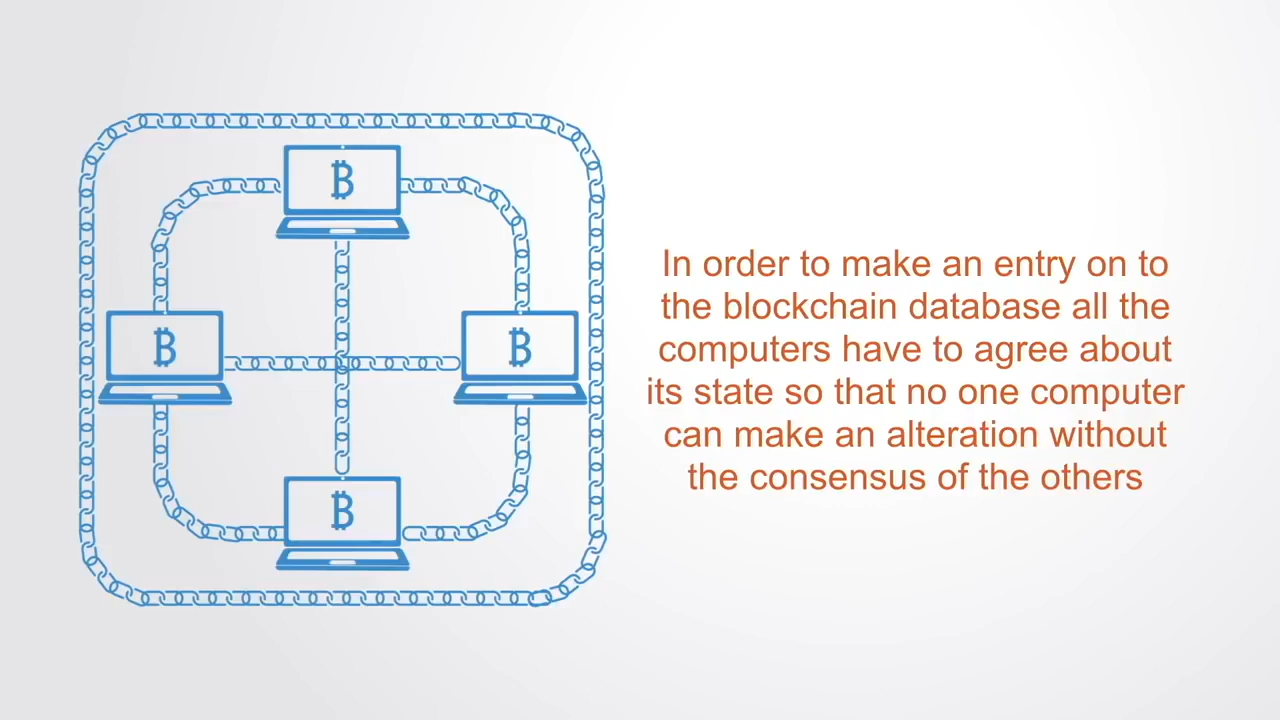 In order to make an entry on to
the blockchain database all the
computers have to agree about
its state so that no one computer
can make an alteration without
the consensus of the others